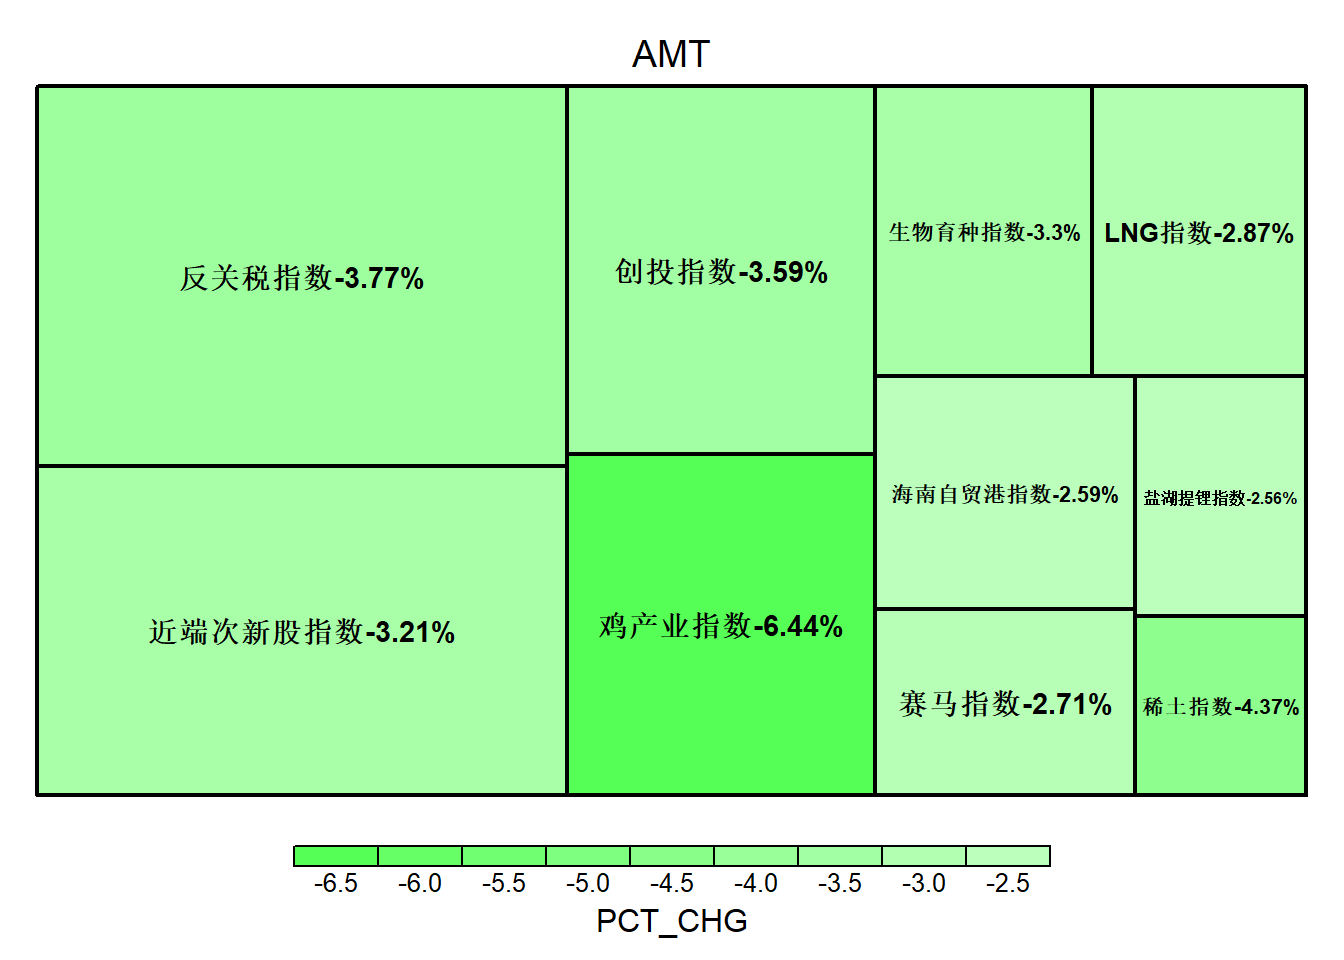 AMT
反关税指数-3.77%
创投指数-3.59%
生物育种指数-3.3%
LNG指数-2.87%
近端次新股指数-3.21%
鸡产业指数-6.44%
海南自贸港指数-2.59%
盐湖提锂指数-2.56%
赛马指数-2.71%
稀土指数-4.37%
-6.5 -6.0 -5.5 -5.0 -4.5 -4.0 -3.5 -3.0 -2.5
PCT_CHG